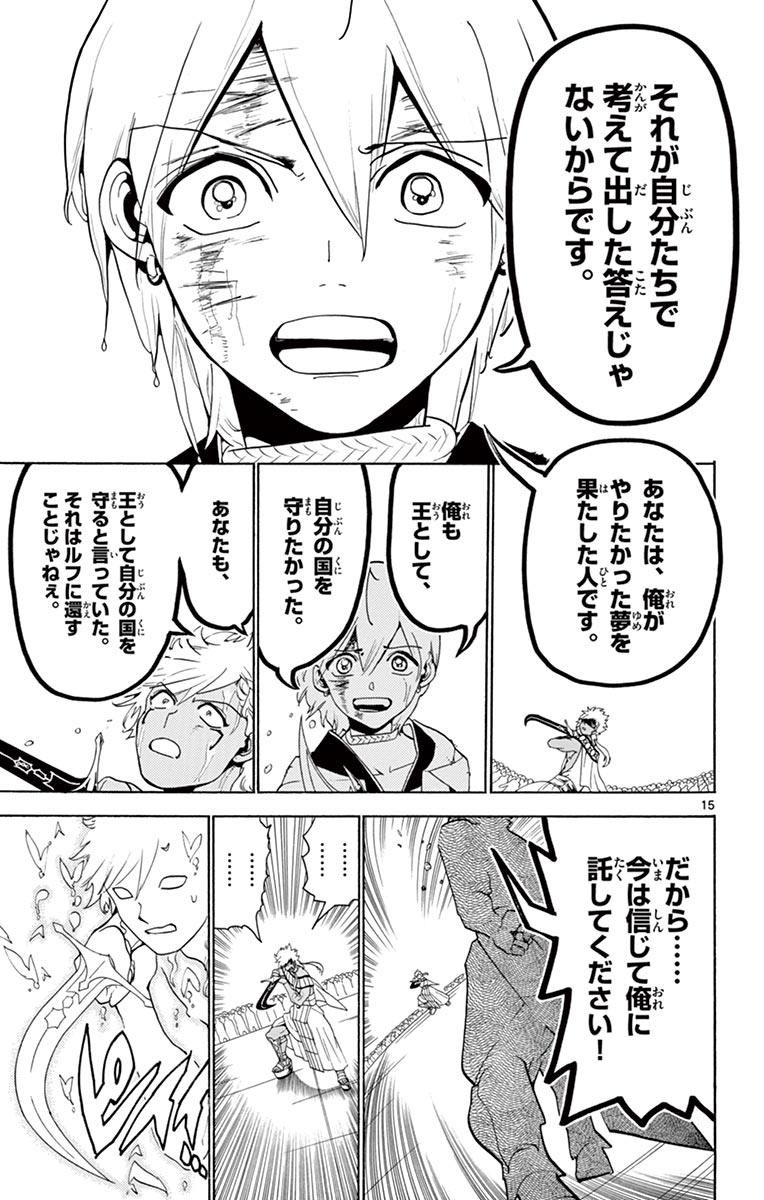 それが自分たちで
考えて出した答えじゃ
ないからです。
あなたは、俺が
やりたかった夢を
果たした人です。
俺も
王として、
自分の国を
守りたかった。
あなたも、
王として自分の国を
守ると言っていた。
それはルフに還す
ことじゃねぇ。
15
だから……
今は信じて俺に
託してください!
………
………